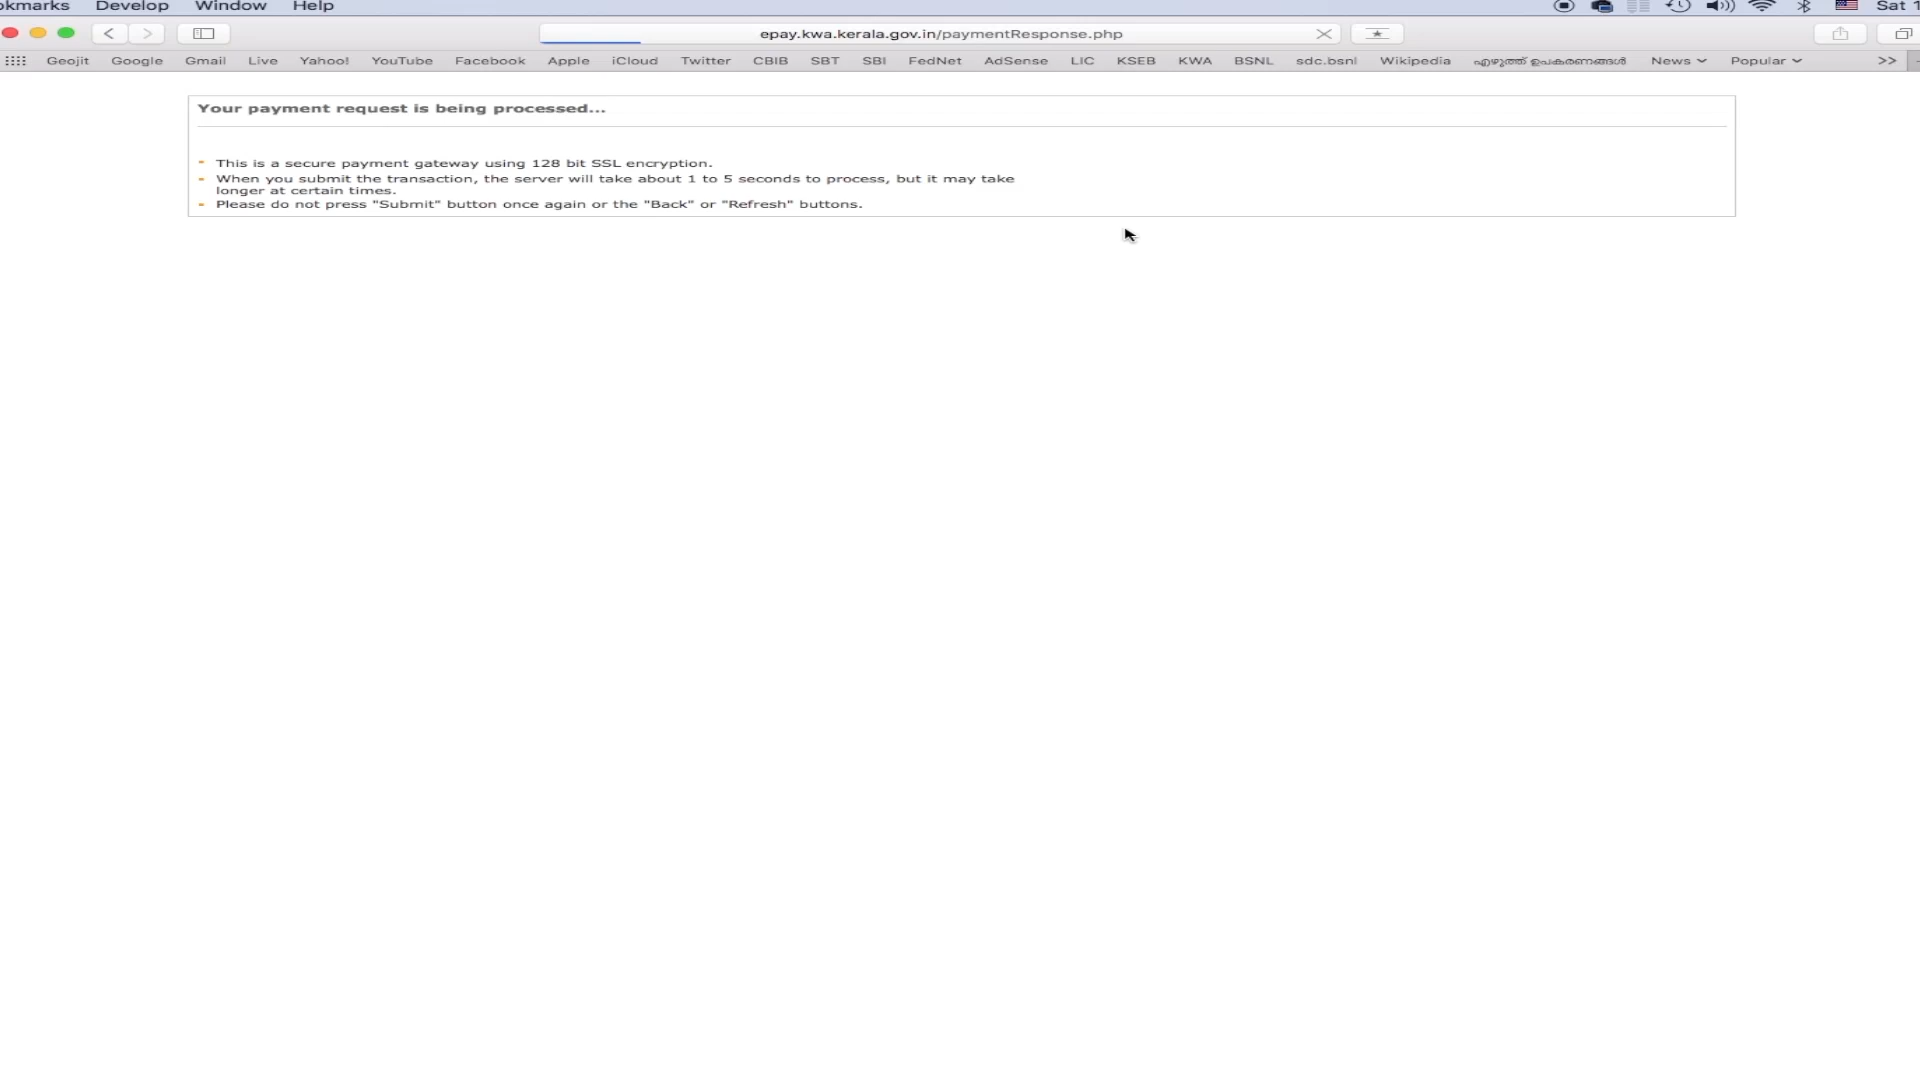 okmarks Develop Window Help Sat 1
epay.kwa.kerala.gov.in/paymentResponse.php
Geojit Google Gmail Live Yahoo! YouTube Facebook Apple iCloud Twitter CBIB SBT SBI FedNet AdSense LIC KSEB KWA BSNL sdc.bsnl Wikipedia എഴുത്ത് ഉപകരണങ്ങൾ News Popular >>
Your payment request is being processed...
This is a secure payment gateway using 128 bit SSL encryption.
When you submit the transaction, the server will take about 1 to 5 seconds to process, but it may take
longer at certain times.
Please do not press "Submit" button once again or the "Back" or "Refresh" buttons.